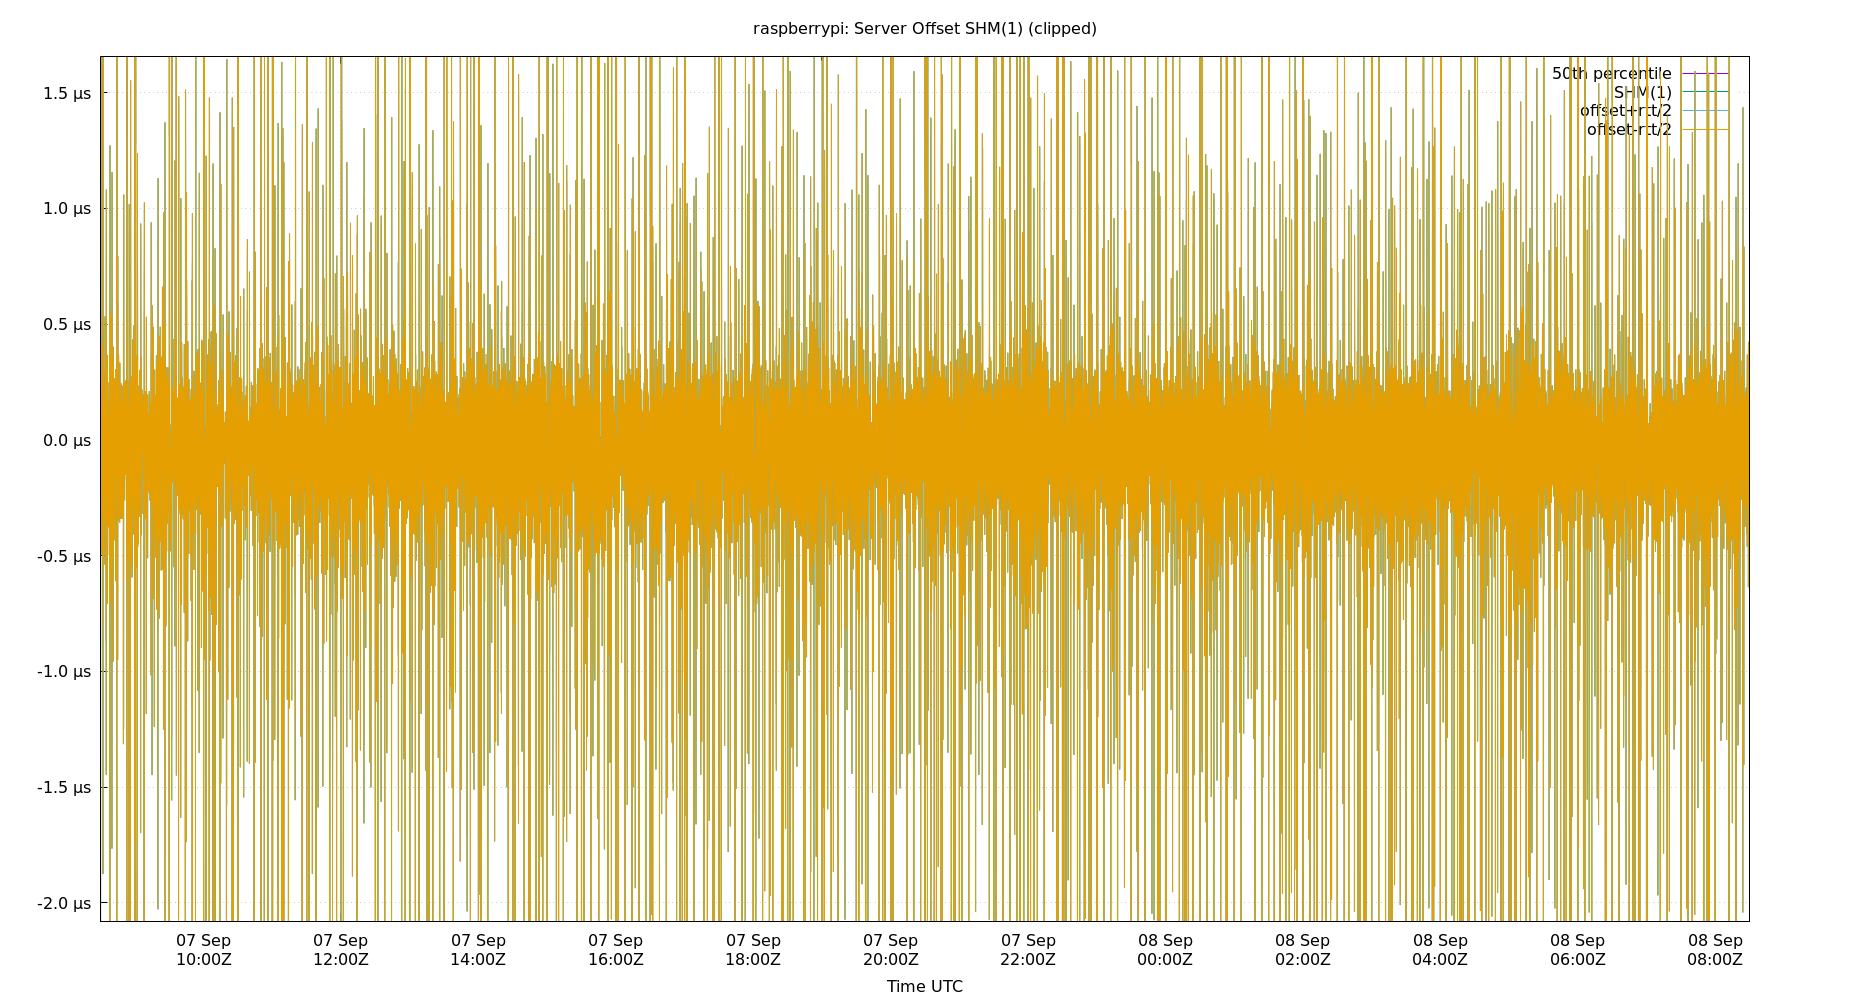 raspberrypi: Server Offset SHM(1) (clipped)
50th percentile
SHM(1)
offset+rtt/2
offset-rtt/2
1.5 µs
1.0 µs
0.5 µs
0.0 µs
-0.5 µs
-1.0 µs
-1.5 µs
-2.0 µs
07 Sep 07 Sep 07 Sep 07 Sep 07 Sep 07 Sep 07 Sep 08 Sep 08 Sep 08 Sep 08 Sep 08 Sep
10:00Z 12:00Z 14:00Z 16:00Z 18:00Z 20:00Z 22:00Z 00:00Z 02:00Z 04:00Z 06:00Z 08:00Z
Time UTC